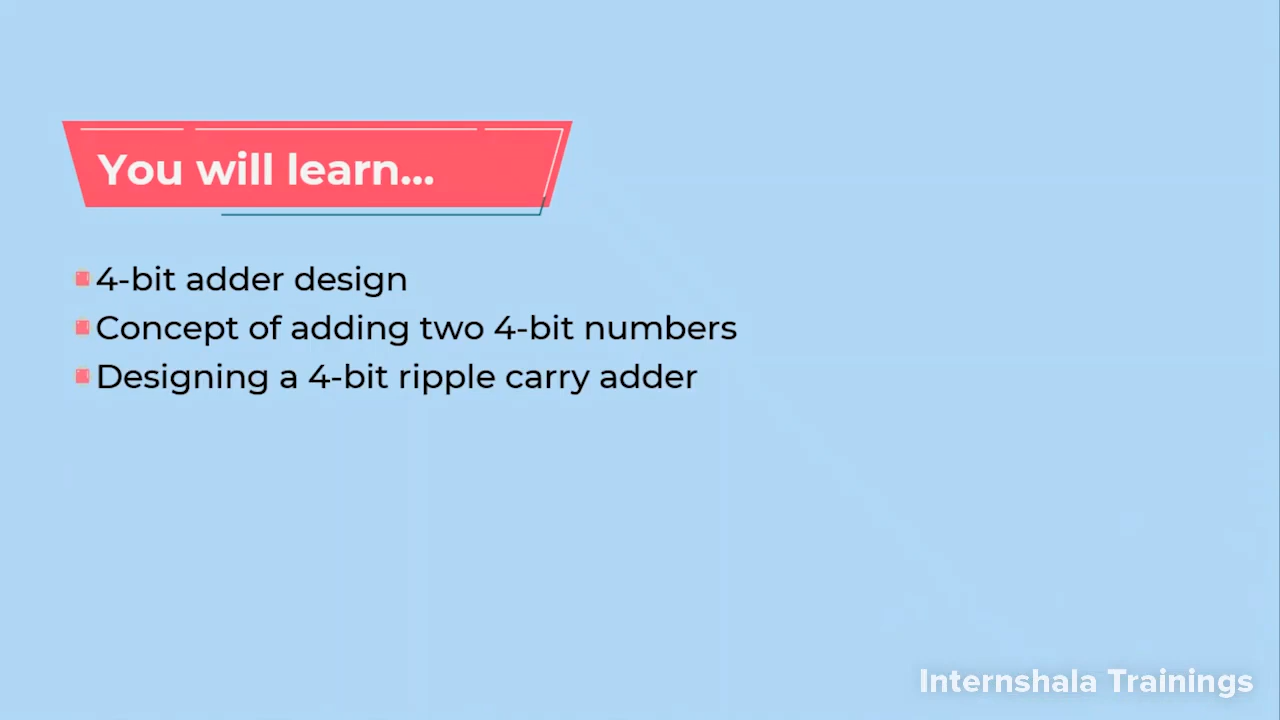 You will learn...
4-bit adder design
Concept of adding two 4-bit numbers
Designing a 4-bit ripple carry adder
Internshala Trainings